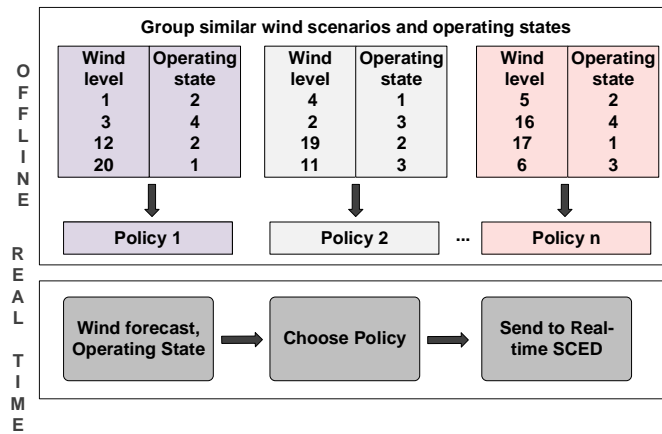 Group similar wind scenarios and operating states
OFFLINE
Wind level Operating state
1 2
3 4
12 2
20 1
Wind level Operating state
4 1
2 3
19 2
11 3
Wind level Operating state
5 2
16 4
17 1
6 3
Policy 1
Policy 2
...
Policy n
REAL TIME
Wind forecast,
Operating State
Choose Policy
Send to Real-
time SCED